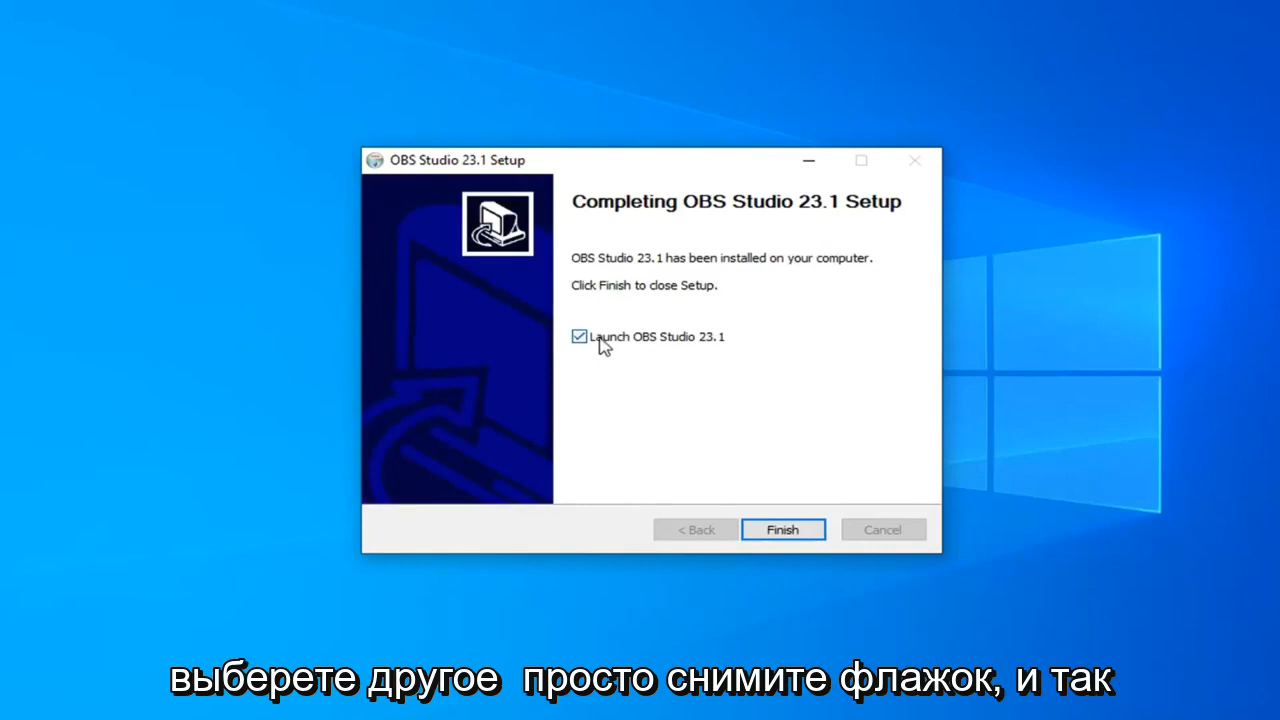 OBS Studio 23.1 Setup
Completing OBS Studio 23.1 Setup
OBS Studio 23.1 has been installed on your computer.
Click Finish to close Setup.
Launch OBS Studio 23.1
< Back Finish Cancel
выберете другое просто снимите флажок, и так